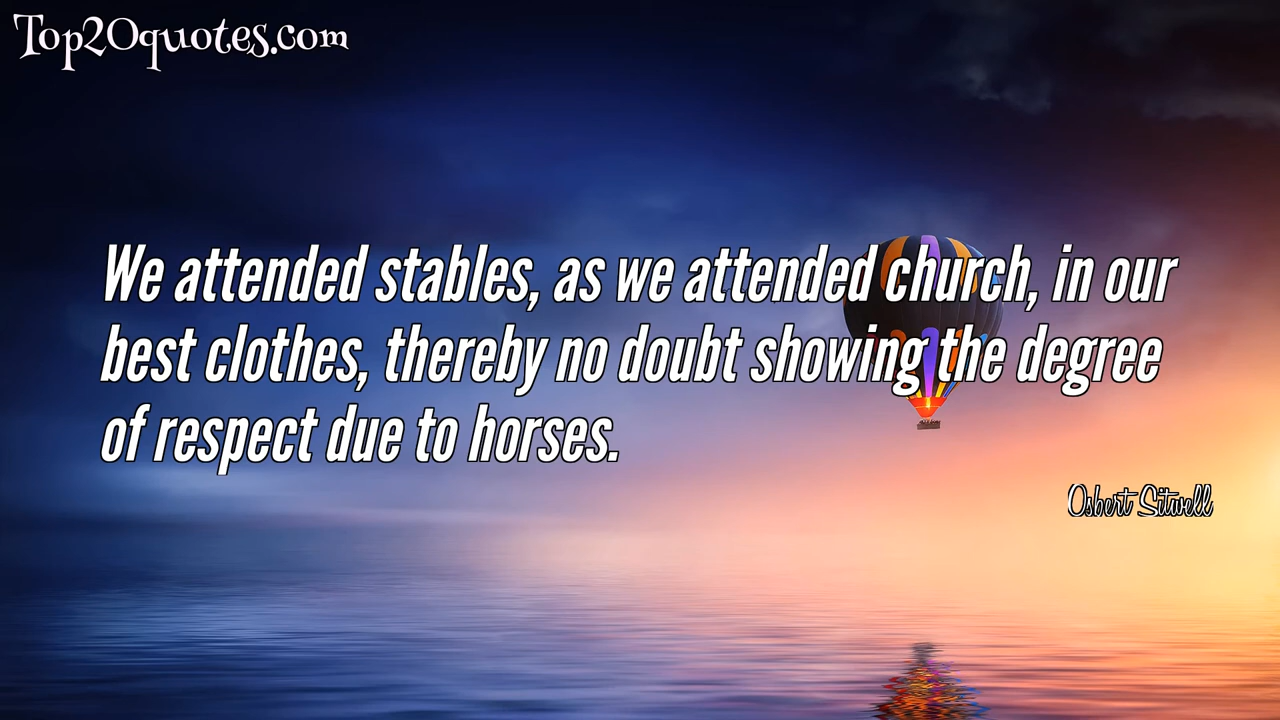 Top20quotes.com
We attended stables, as we attended church, in our
best clothes, thereby no doubt showing the degree
of respect due to horses.
Osbert Sitwell